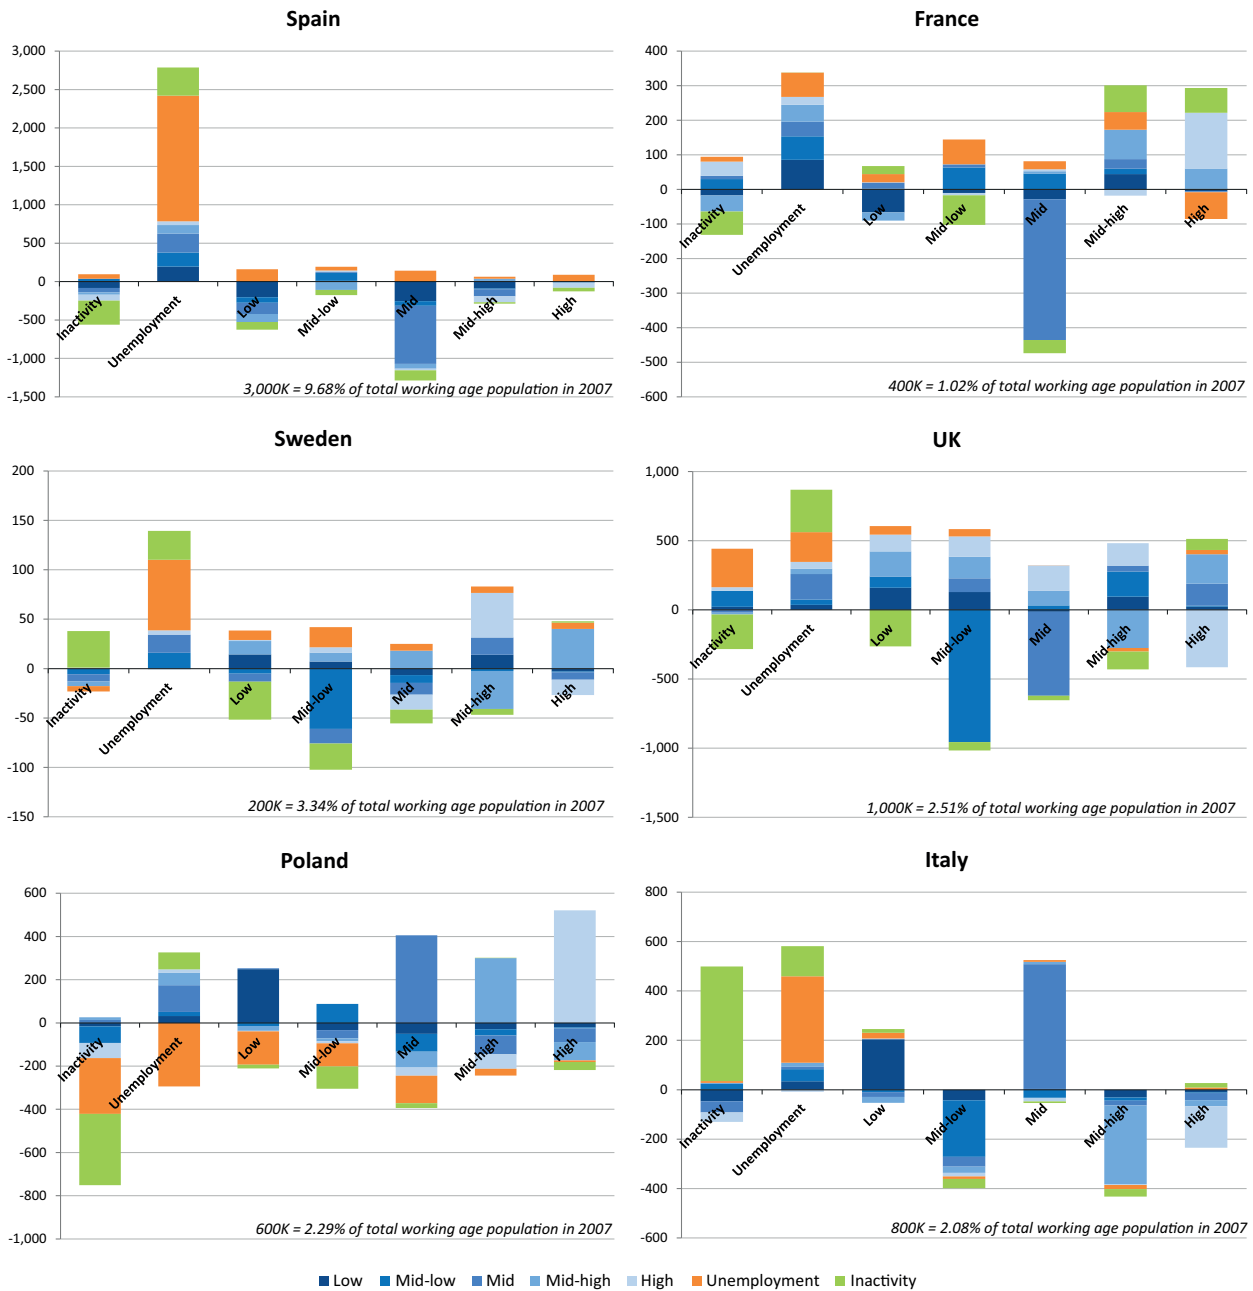 Spain
3,000
2,500
2,000
1,500
1,000
500
0
-500
-1,000
-1,500
Inactivity
Unemployment
Low
Mid-low
Mid
Mid-high
High
3,000K = 9.68% of total working age population in 2007
France
400
300
200
100
0
-100
-200
-300
-400
-500
-600
Inactivity
Unemployment
Low
Mid-low
Mid
Mid-high
High
400K = 1.02% of total working age population in 2007
Sweden
200
150
100
50
0
-50
-100
-150
Inactivity
Unemployment
Low
Mid-low
Mid
Mid-high
High
200K = 3.34% of total working age population in 2007
UK
1,000
500
0
-500
-1,000
-1,500
Inactivity
Unemployment
Low
Mid-low
Mid
Mid-high
High
1,000K = 2.51% of total working age population in 2007
Poland
600
400
200
0
-200
-400
-600
-800
-1,000
Inactivity
Unemployment
Low
Mid-low
Mid
Mid-high
High
600K = 2.29% of total working age population in 2007
Italy
800
600
400
200
0
-200
-400
-600
Inactivity
Unemployment
Low
Mid-low
Mid
Mid-high
High
800K = 2.08% of total working age population in 2007
Low Mid-low Mid Mid-high High Unemployment Inactivity